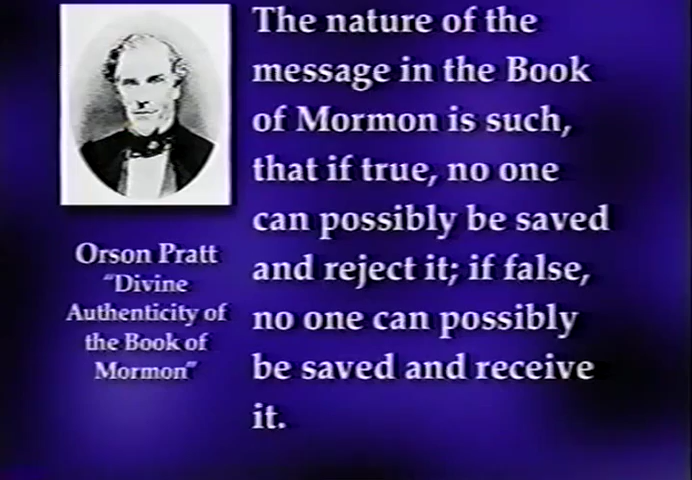 The nature of the
message in the Book
of Mormon is such,
that if true, no one
can possibly be saved
and reject it; if false,
no one can possibly
be saved and receive
it.
Orson Pratt
"Divine
Authenticity of
the Book of
Mormon"